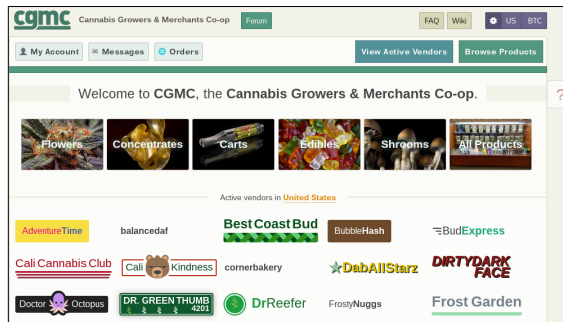 cgmc Cannabis Growers & Merchants Co-op Forum FAQ Wiki US BTC
My Account Messages Orders View Active Vendors Browse Products
Welcome to CGMC, the Cannabis Growers & Merchants Co-op.
?
Flowers Concentrates Carts Edibles Shrooms All Products
Active vendors in United States
AdventureTime balancedaf Best Coast Bud BubbleHash BudExpress
Cali Cannabis Club Cali Kindness cornerbakery DabAllStarz DIRTYDARK FACE
Doctor Octopus DR. GREEN THUMB 4201 DrReefer FrostyNuggs Frost Garden